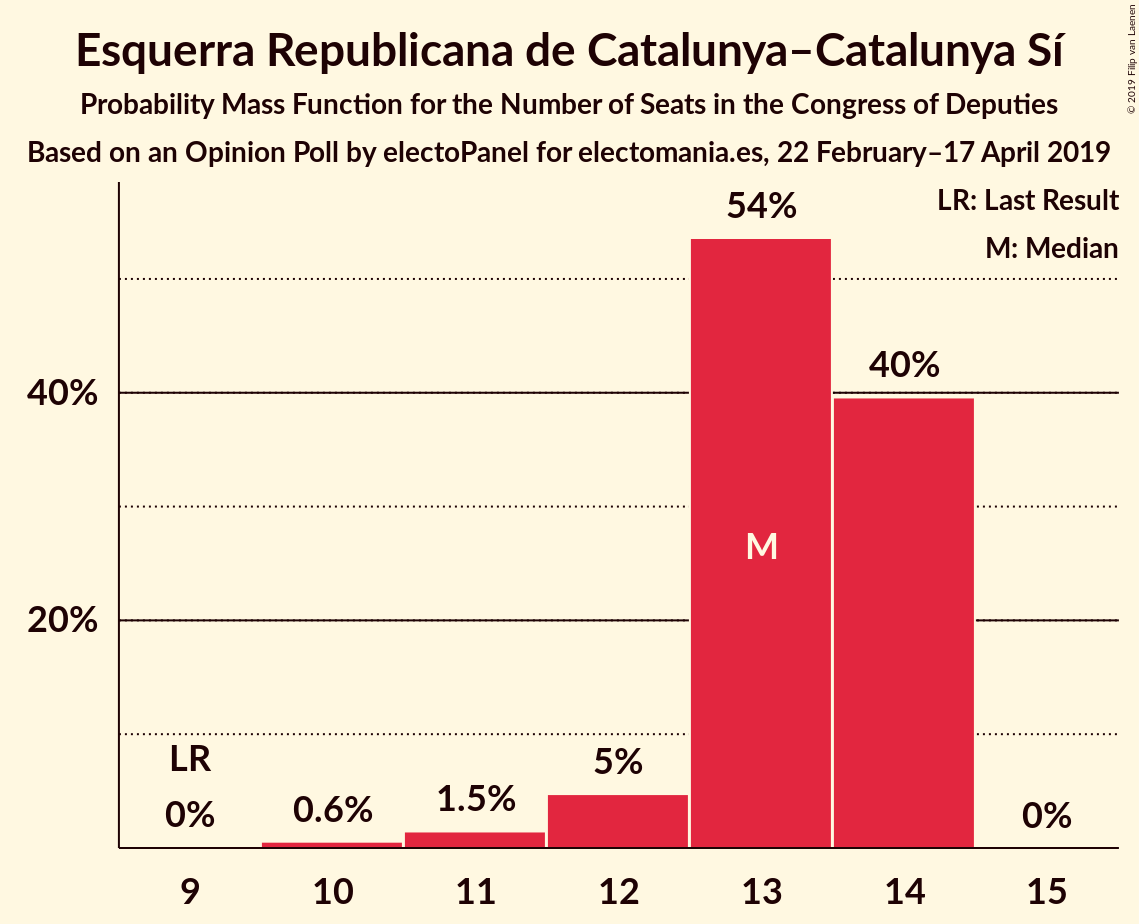 Esquerra Republicana de Catalunya–Catalunya Sí
Probability Mass Function for the Number of Seats in the Congress of Deputies
Based on an Opinion Poll by electoPanel for electomania.es, 22 February–17 April 2019
© 2019 Filip van Laenen
LR: Last Result
M: Median
54%
40%
40%
M
20%
LR
0%
0.6%
1.5%
5%
0%
9 10 11 12 13 14 15